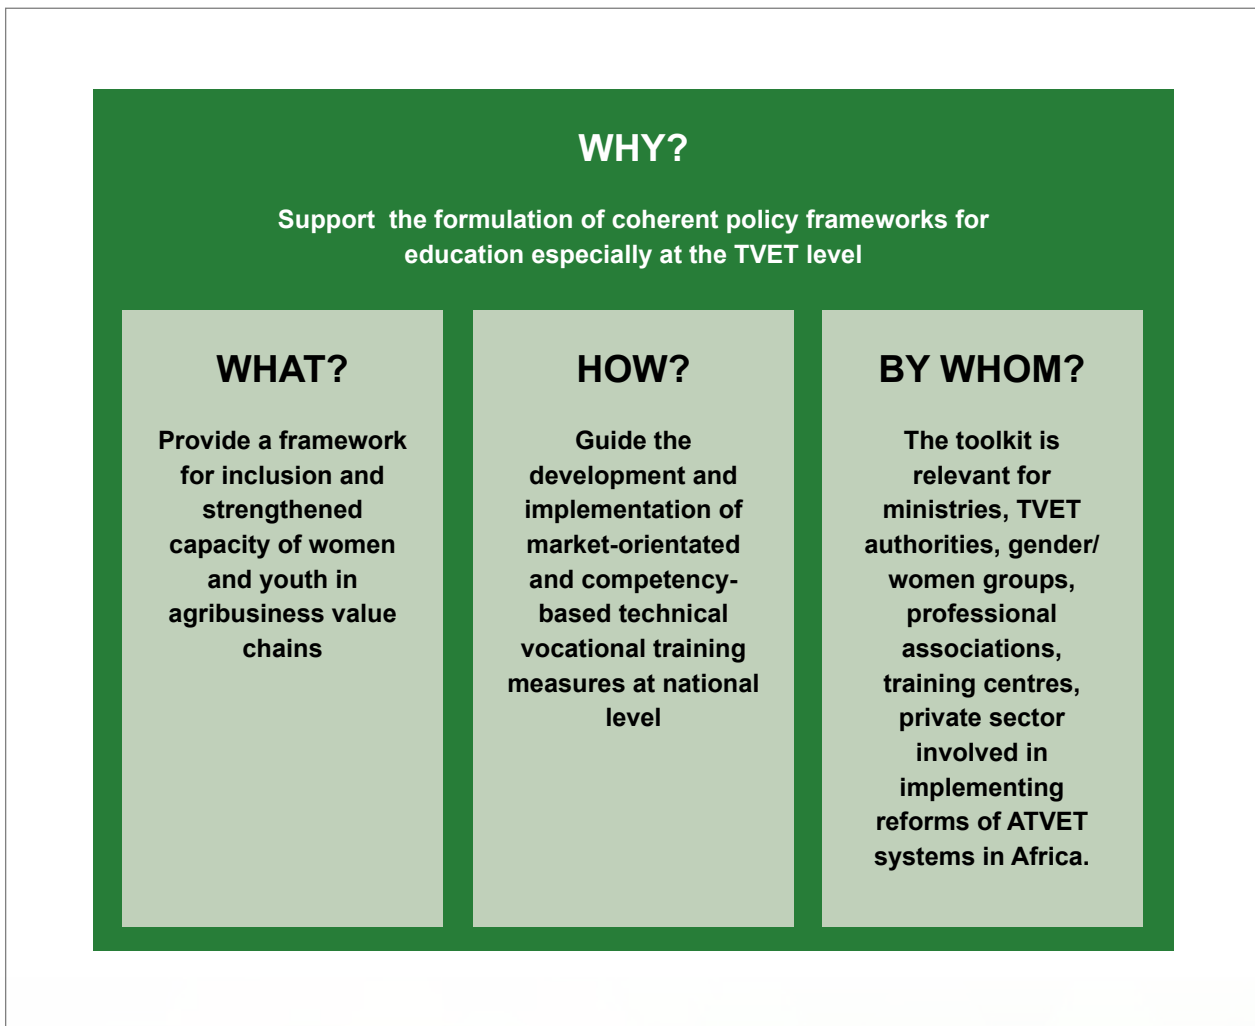 WHY?
Support  the formulation of coherent policy frameworks for
education especially at the TVET level
WHAT?
Provide a framework
for inclusion and
strengthened
capacity of women
and youth in
agribusiness value
chains
HOW?
Guide the
development and
implementation of
market-orientated
and competency-
based technical
vocational training
measures at national
level
BY WHOM?
The toolkit is
relevant for
ministries, TVET
authorities, gender/
women groups,
professional
associations,
training centres,
private sector
involved in
implementing
reforms of ATVET
systems in Africa.